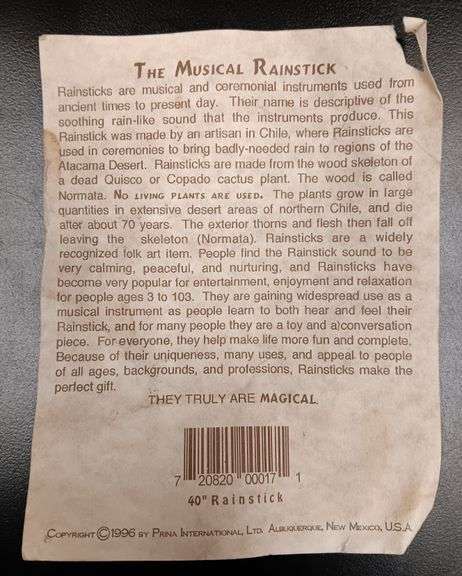 THE MUSICAL RAINSTICK
Rainsticks are musical and ceremonial instruments used from
ancient times to present day. Their name is descriptive of the
soothing rain-like sound that the instruments produce. This
Rainstick was made by an artisan in Chile, where Rainsticks are
used in ceremonies to bring badly-needed rain to regions of the
Atacama Desert. Rainsticks are made from the wood skeleton of
a dead Quisco or Copado cactus plant. The wood is called
Normata. NO LIVING PLANTS ARE USED. The plants grow in large
quantities in extensive desert areas of northern Chile, and die
after about 70 years. The exterior thorns and flesh then fall off
leaving the skeleton (Normata). Rainsticks are a widely
recognized folk art item. People find the Rainstick sound to be
very calming, peaceful, and nurturing, and Rainsticks have
become very popular for entertainment, enjoyment and relaxation
for people ages 3 to 103. They are gaining widespread use as a
musical instrument as people learn to both hear and feel their
Rainstick, and for many people they are a toy and a)conversation
piece. For everyone, they help make life more fun and complete.
Because of their uniqueness, many uses, and appeal to people
of all ages, backgrounds, and professions, Rainsticks make the
perfect gift.
THEY TRULY ARE MAGICAL.
7 20820 00017 1
40" Rainstick
COPYRIGHT ©1996 BY PRINA INTERNATIONAL, LTD. ALBUQUERQUE, NEW MEXICO, U.S.A.